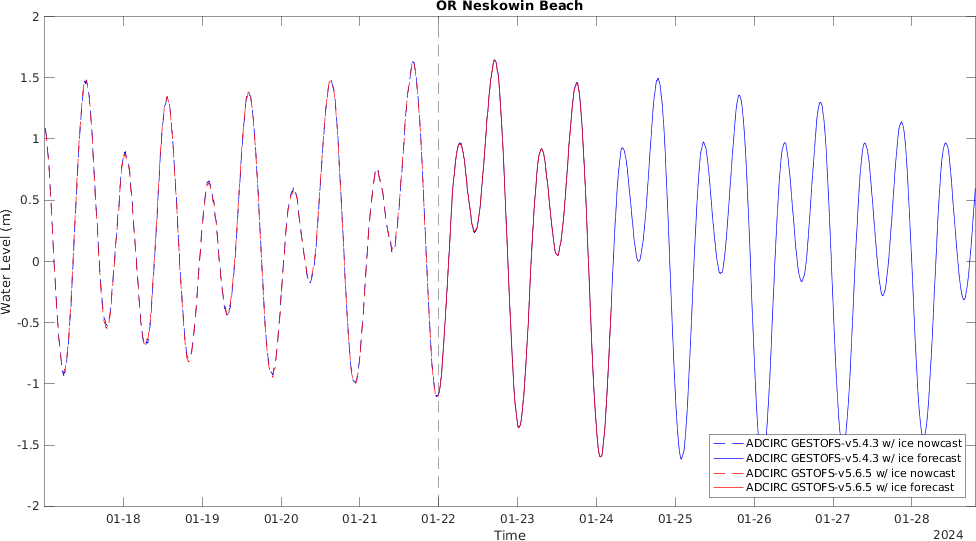 OR Neskowin Beach
Water Level (m)
2
1.5
1
0.5
0
-0.5
-1
-1.5
-2
ADCIRC GESTOFS-v5.4.3 w/ ice nowcast
ADCIRC GESTOFS-v5.4.3 w/ ice forecast
ADCIRC GSTOFS-v5.6.5 w/ ice nowcast
ADCIRC GSTOFS-v5.6.5 w/ ice forecast
01-18 01-19 01-20 01-21 01-22 01-23 01-24 01-25 01-26 01-27 01-28
Time
2024